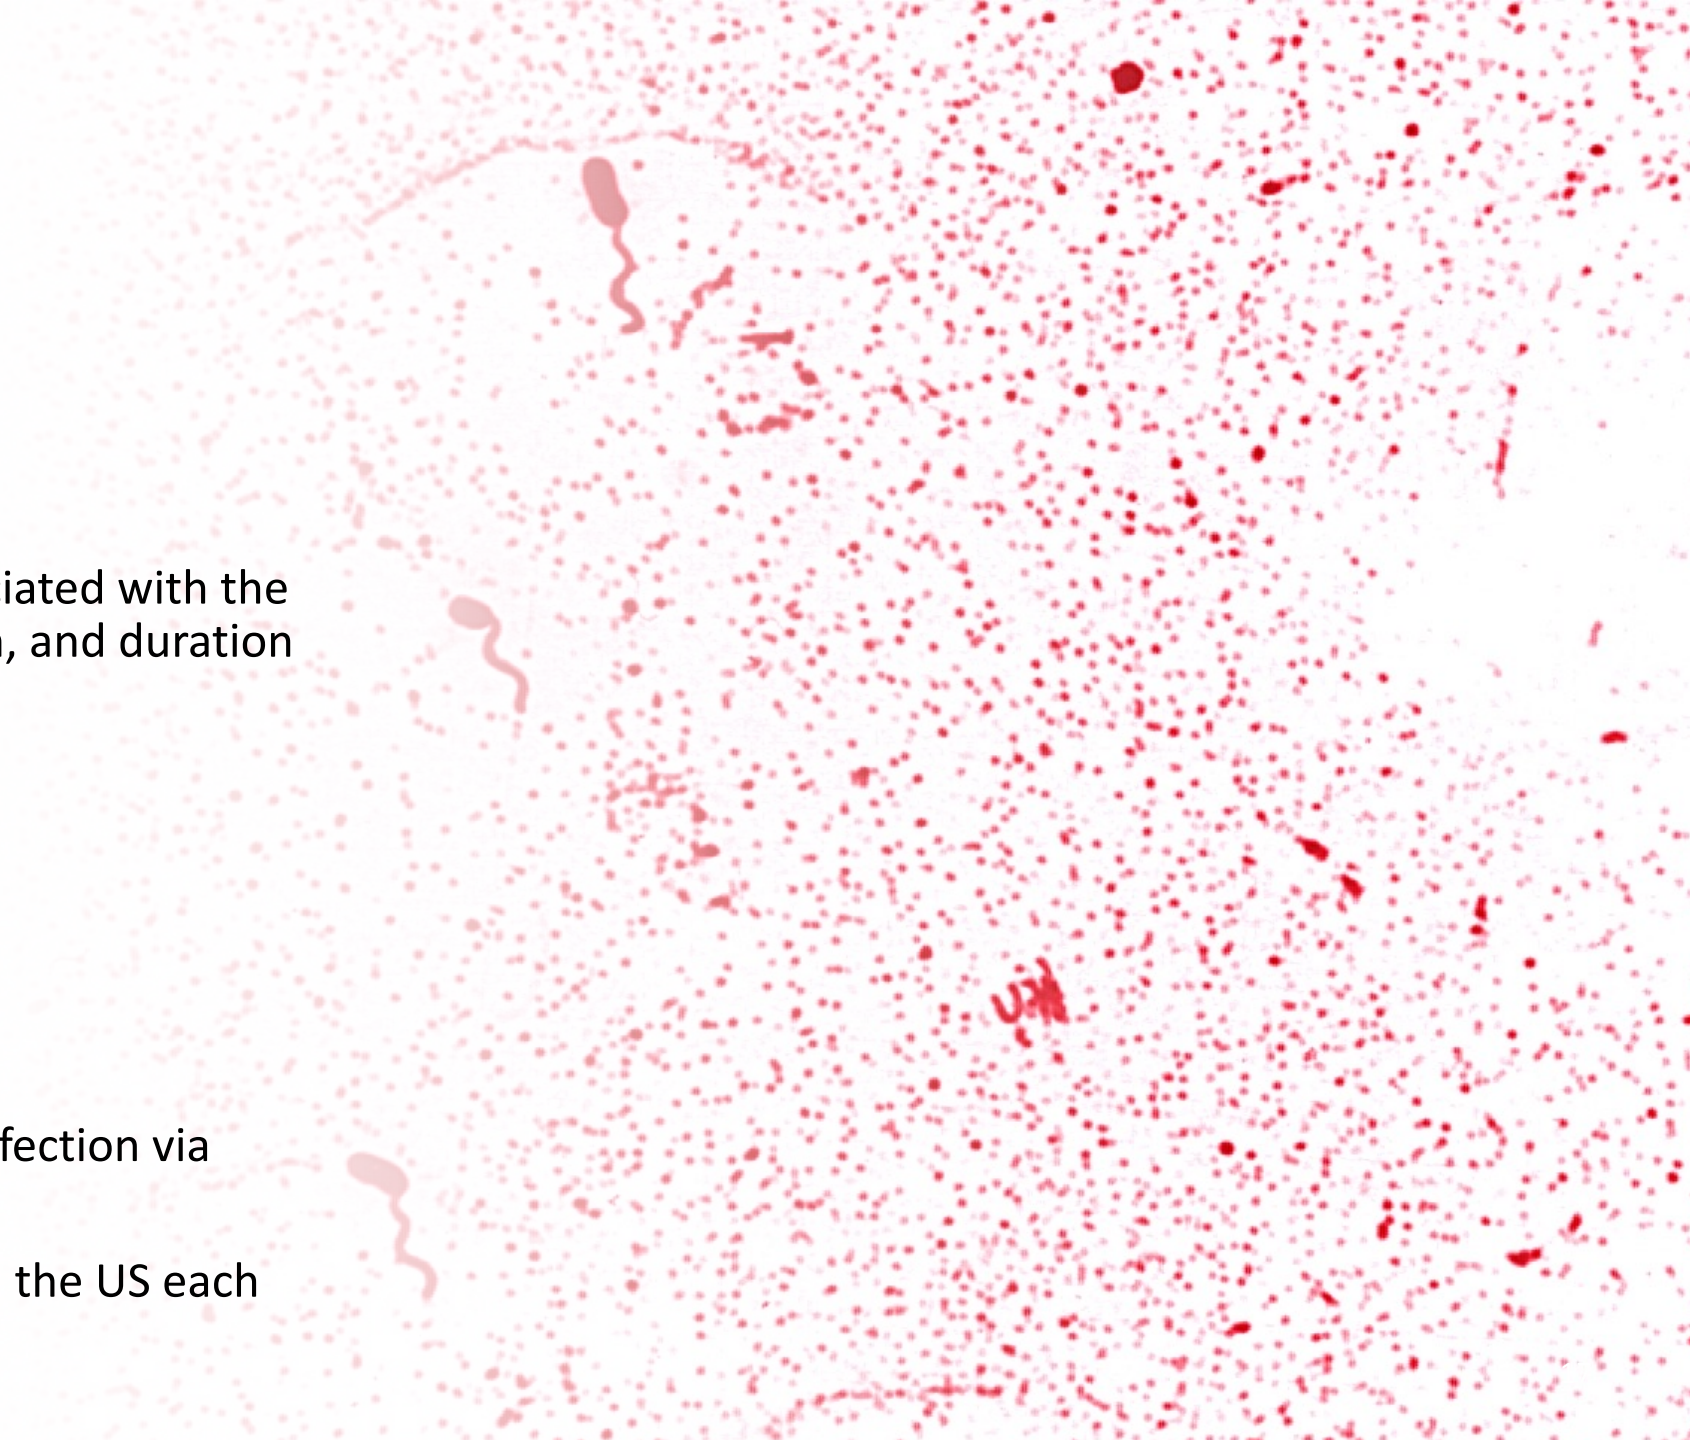 iated with the
, and duration
fection via
the US each